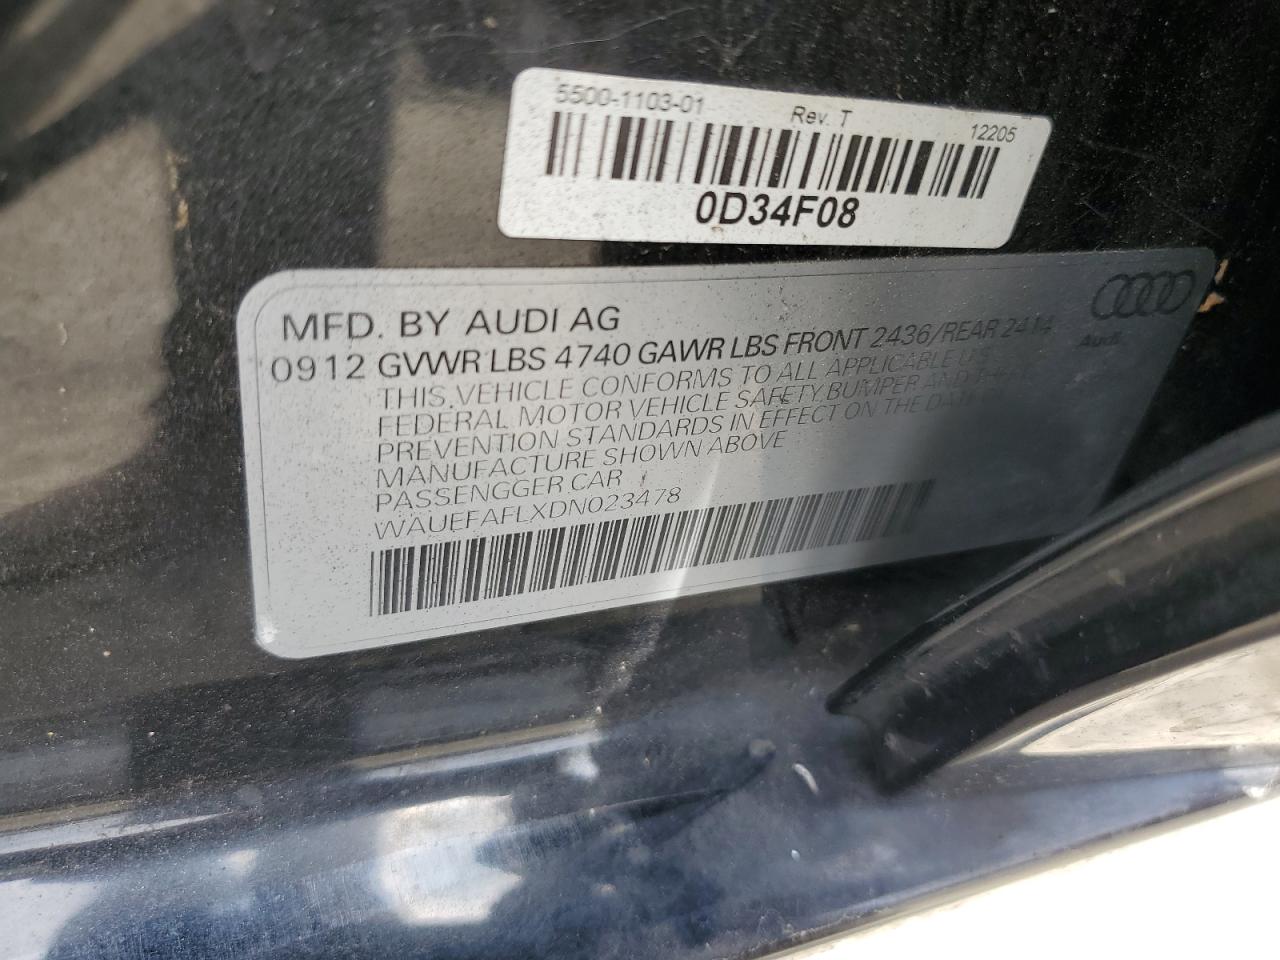 5500-1103-01 Rev. T 12205
0D34F08
MFD. BY AUDI AG
0912 GVWR LBS 4740 GAWR LBS FRONT 2436/REAR 2414
Audi
THIS VEHICLE CONFORMS TO ALL APPLICABLE U.S.
FEDERAL MOTOR VEHICLE SAFETY, BUMPER AND THEFT
PREVENTION STANDARDS IN EFFECT ON THE DATE OF
MANUFACTURE SHOWN ABOVE
PASSENGGER CAR
WAUEFAFLXDN023478